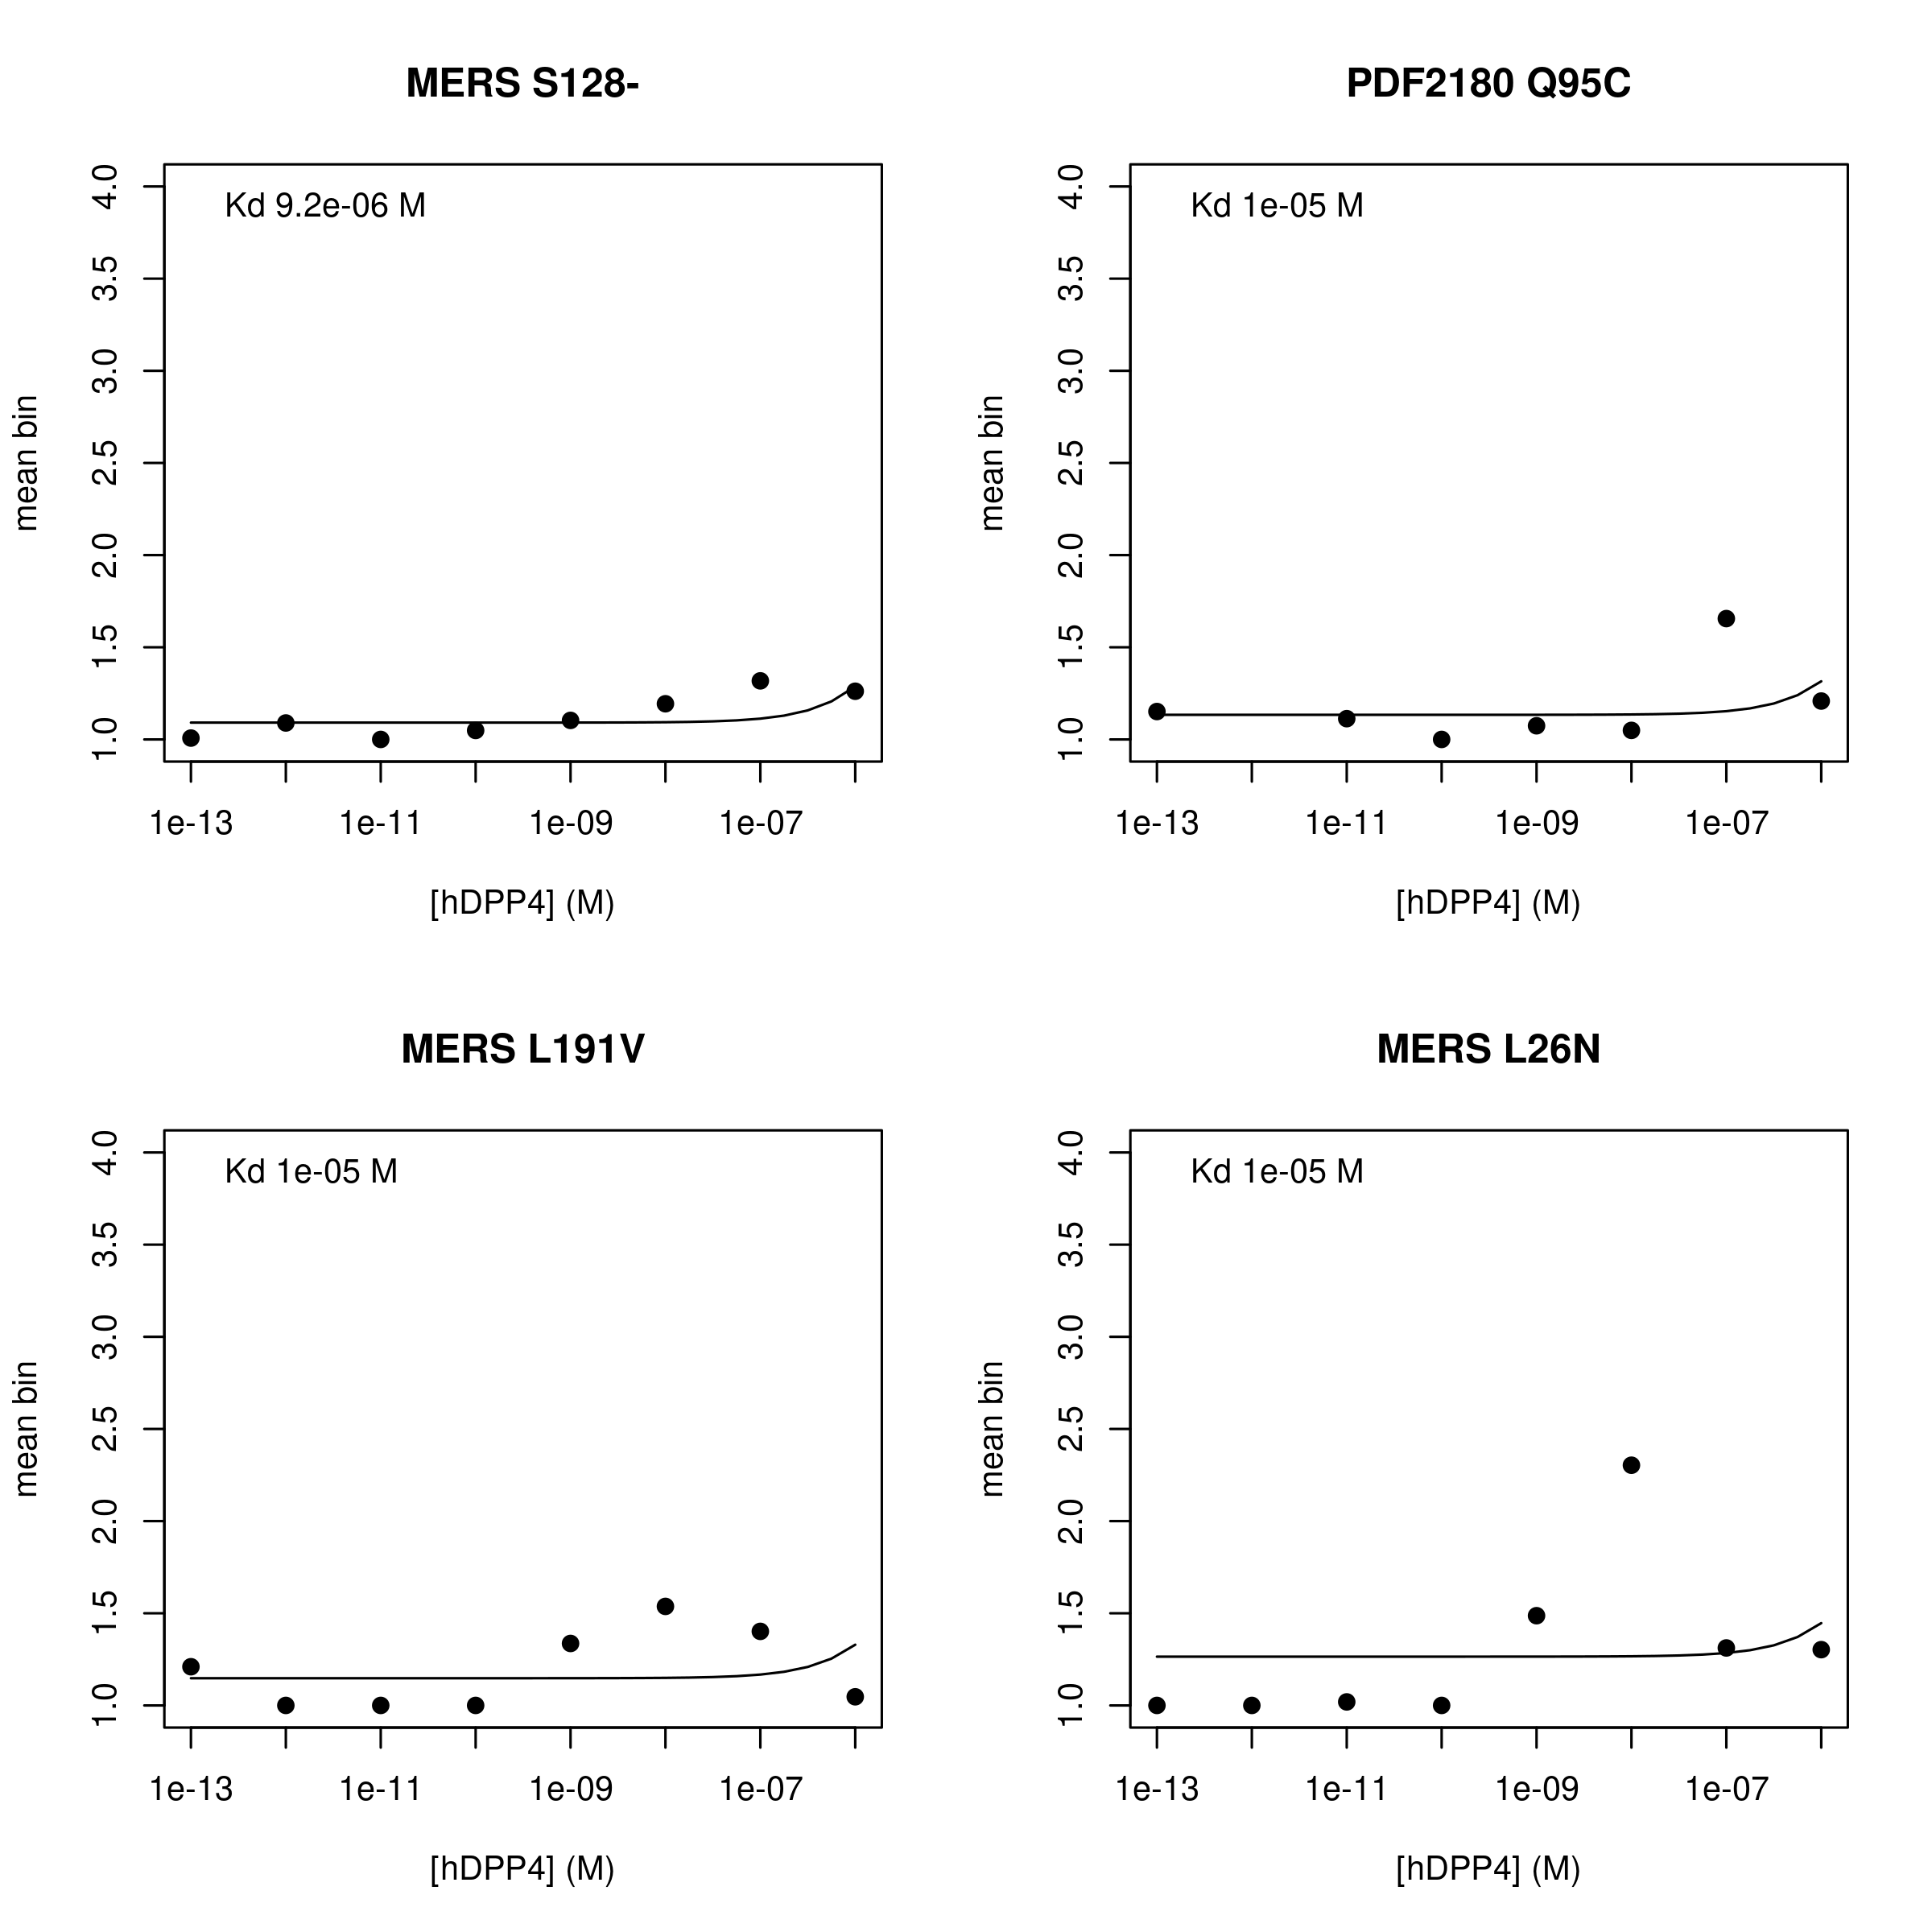 MERS S128-
Kd 9.2e-06 M
mean bin
4.0
3.5
3.0
2.5
2.0
1.5
1.0
1e-13 1e-11 1e-09 1e-07
[hDPP4] (M)
PDF2180 Q95C
Kd 1e-05 M
mean bin
4.0
3.5
3.0
2.5
2.0
1.5
1.0
1e-13 1e-11 1e-09 1e-07
[hDPP4] (M)
MERS L191V
Kd 1e-05 M
mean bin
4.0
3.5
3.0
2.5
2.0
1.5
1.0
1e-13 1e-11 1e-09 1e-07
[hDPP4] (M)
MERS L26N
Kd 1e-05 M
mean bin
4.0
3.5
3.0
2.5
2.0
1.5
1.0
1e-13 1e-11 1e-09 1e-07
[hDPP4] (M)